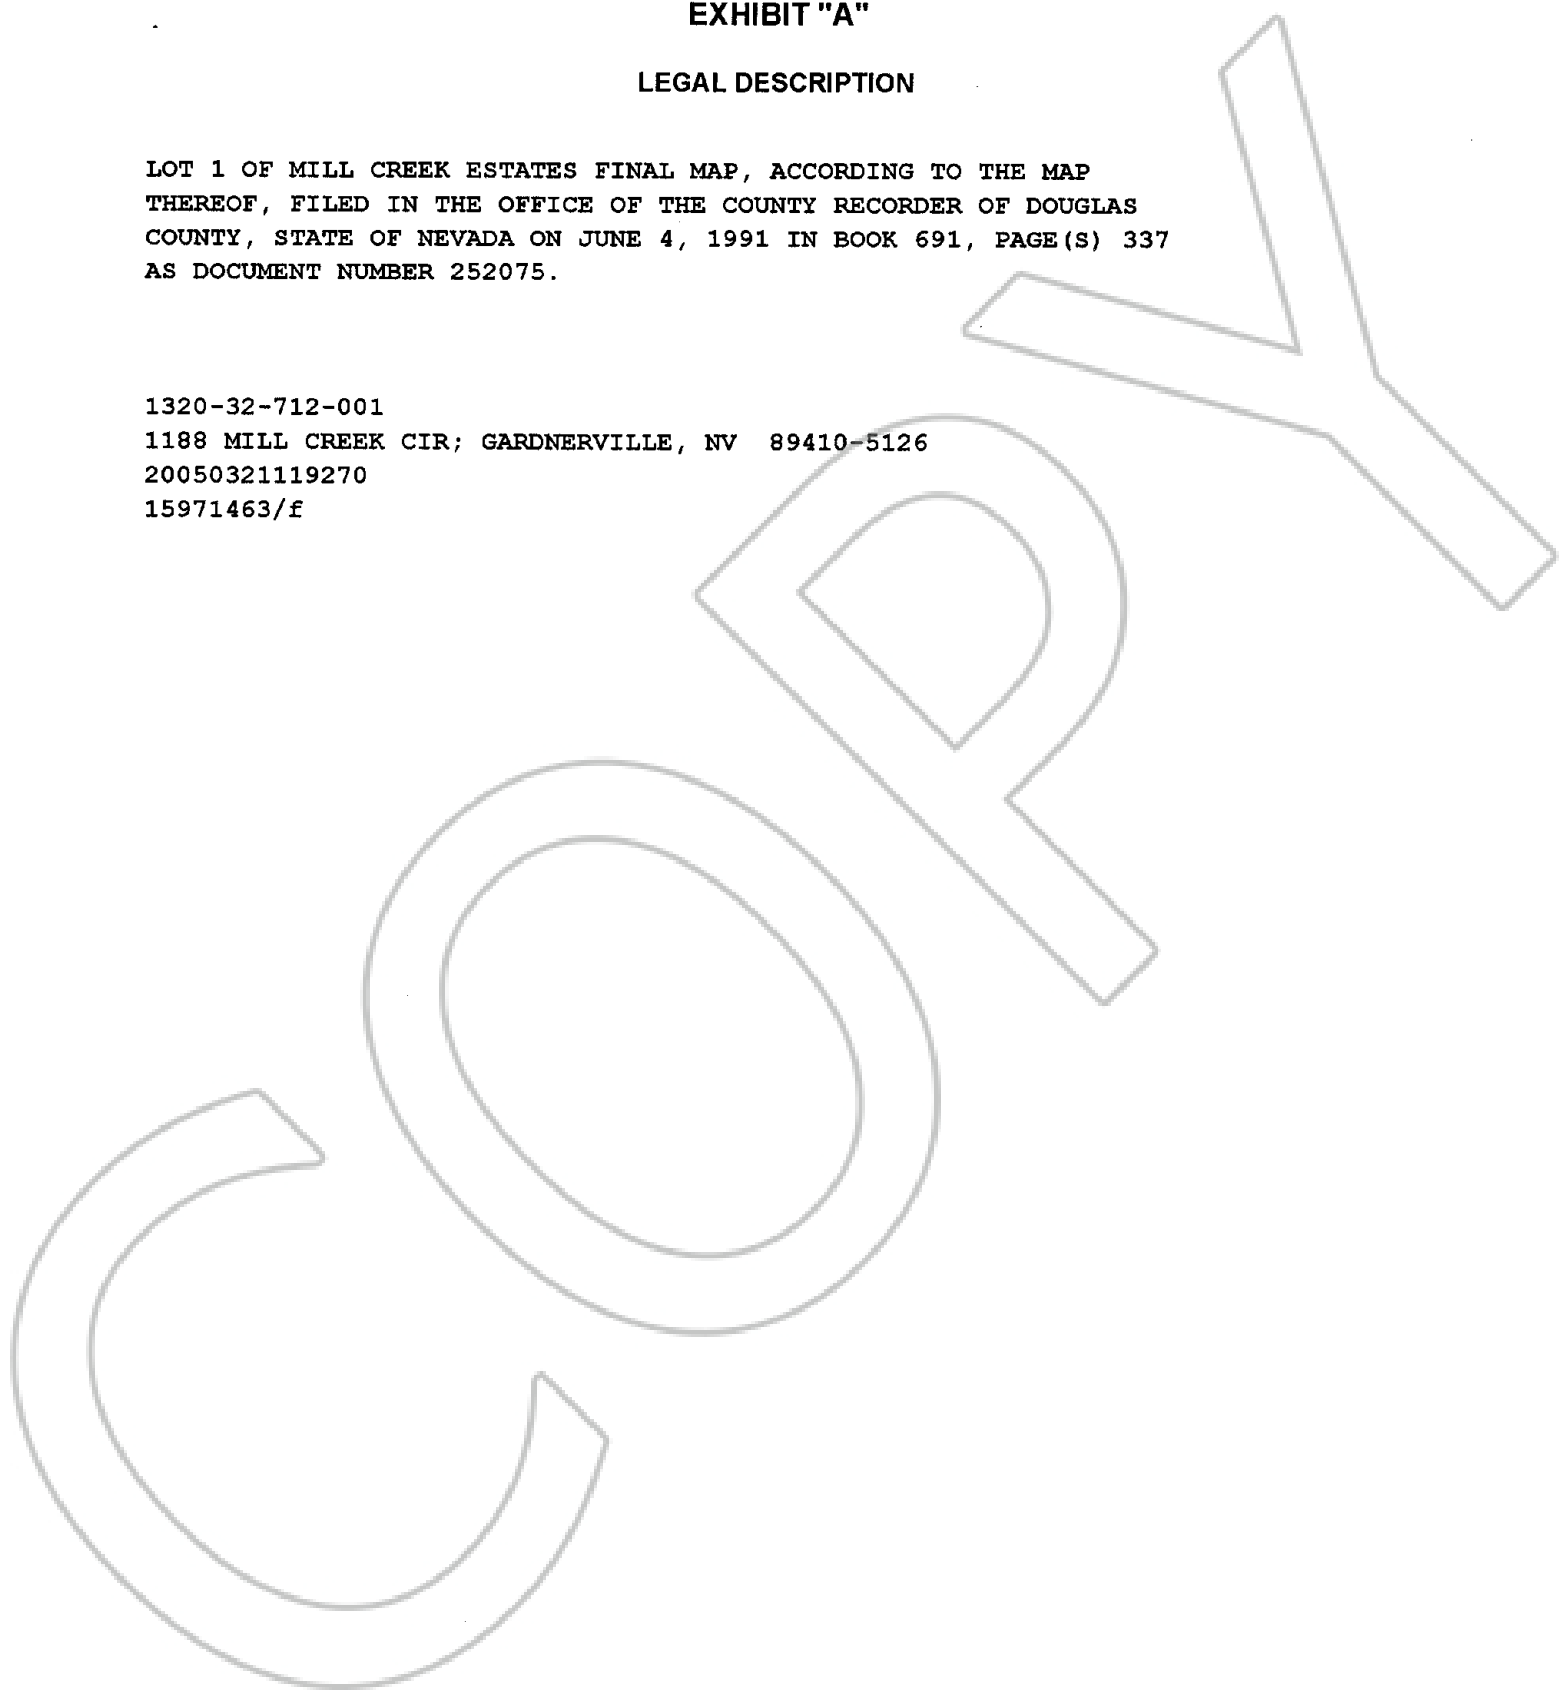 EXHIBIT "A"
LEGAL DESCRIPTION
LOT 1 OF MILL CREEK ESTATES FINAL MAP, ACCORDING TO THE MAP
THEREOF, FILED IN THE OFFICE OF THE COUNTY RECORDER OF DOUGLAS
COUNTY, STATE OF NEVADA ON JUNE 4, 1991 IN BOOK 691, PAGE(S) 337
AS DOCUMENT NUMBER 252075.
1320-32-712-001
1188 MILL CREEK CIR; GARDNERVILLE, NV  89410-5126
20050321119270
15971463/f
COPY